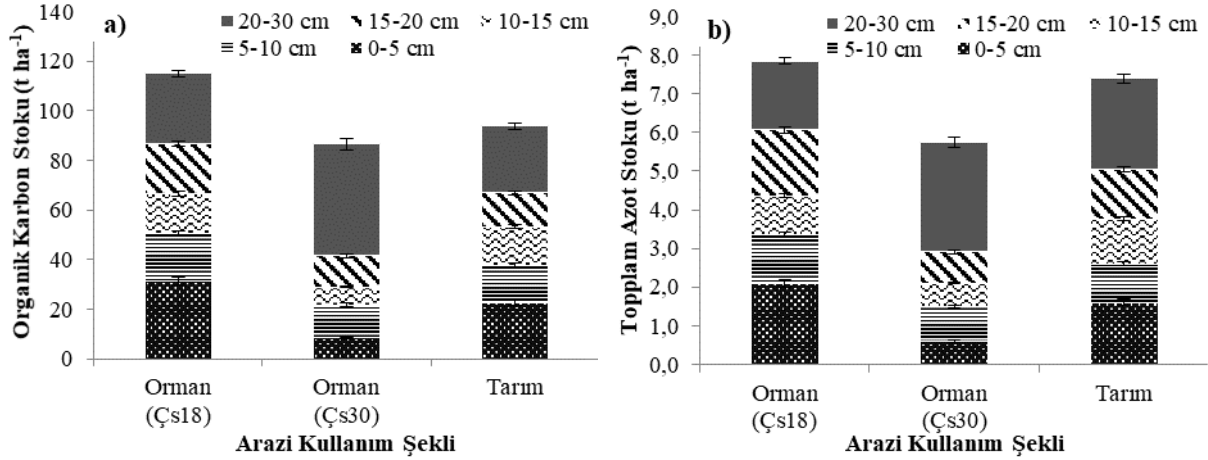 a)
20-30 cm 15-20 cm 10-15 cm
5-10 cm 0-5 cm
Organik Karbon Stoku (t ha⁻¹)
140
120
100
80
60
40
20
0
Orman
(Çs18)
Orman
(Çs30)
Tarım
Arazi Kullanım Şekli
b)
20-30 cm 15-20 cm 10-15 cm
5-10 cm 0-5 cm
Topplam Azot Stoku (t ha⁻¹)
9,0
8,0
7,0
6,0
5,0
4,0
3,0
2,0
1,0
0,0
Orman
(Çs18)
Orman
(Çs30)
Tarım
Arazi Kullanım Şekli